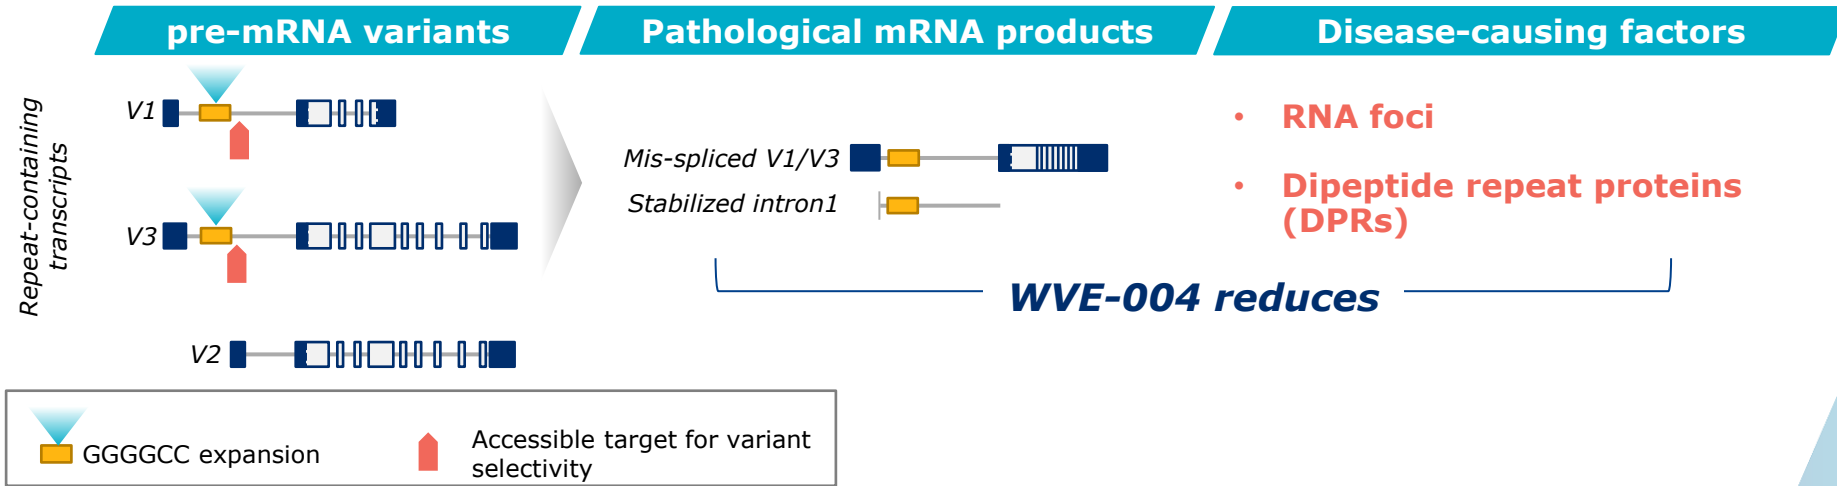 pre-mRNA variants
Pathological mRNA products
Disease-causing factors
Repeat-containing
transcripts
V1
V3
V2
Mis-spliced V1/V3
Stabilized intron1
• RNA foci
• Dipeptide repeat proteins
(DPRs)
WVE-004 reduces
GGGGCC expansion
Accessible target for variant
selectivity